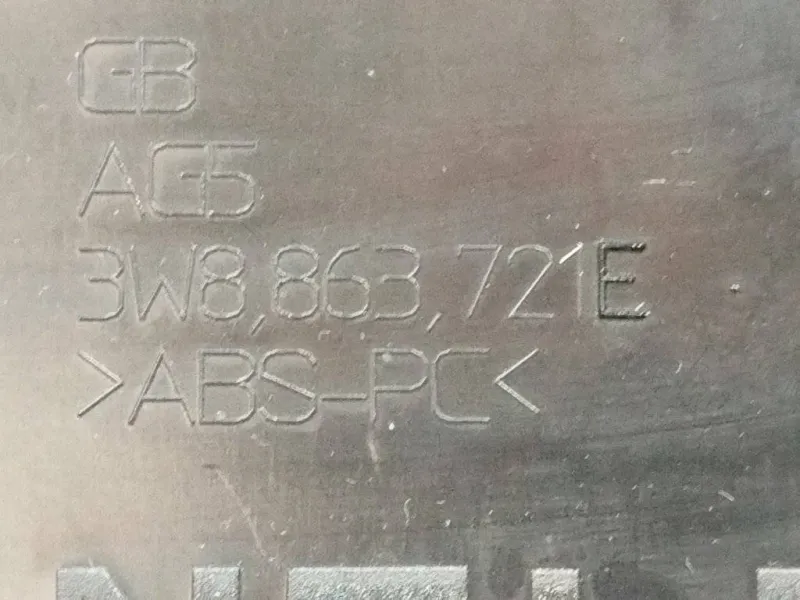 GB
AG5
3W8,863,721E
>ABS-PC<